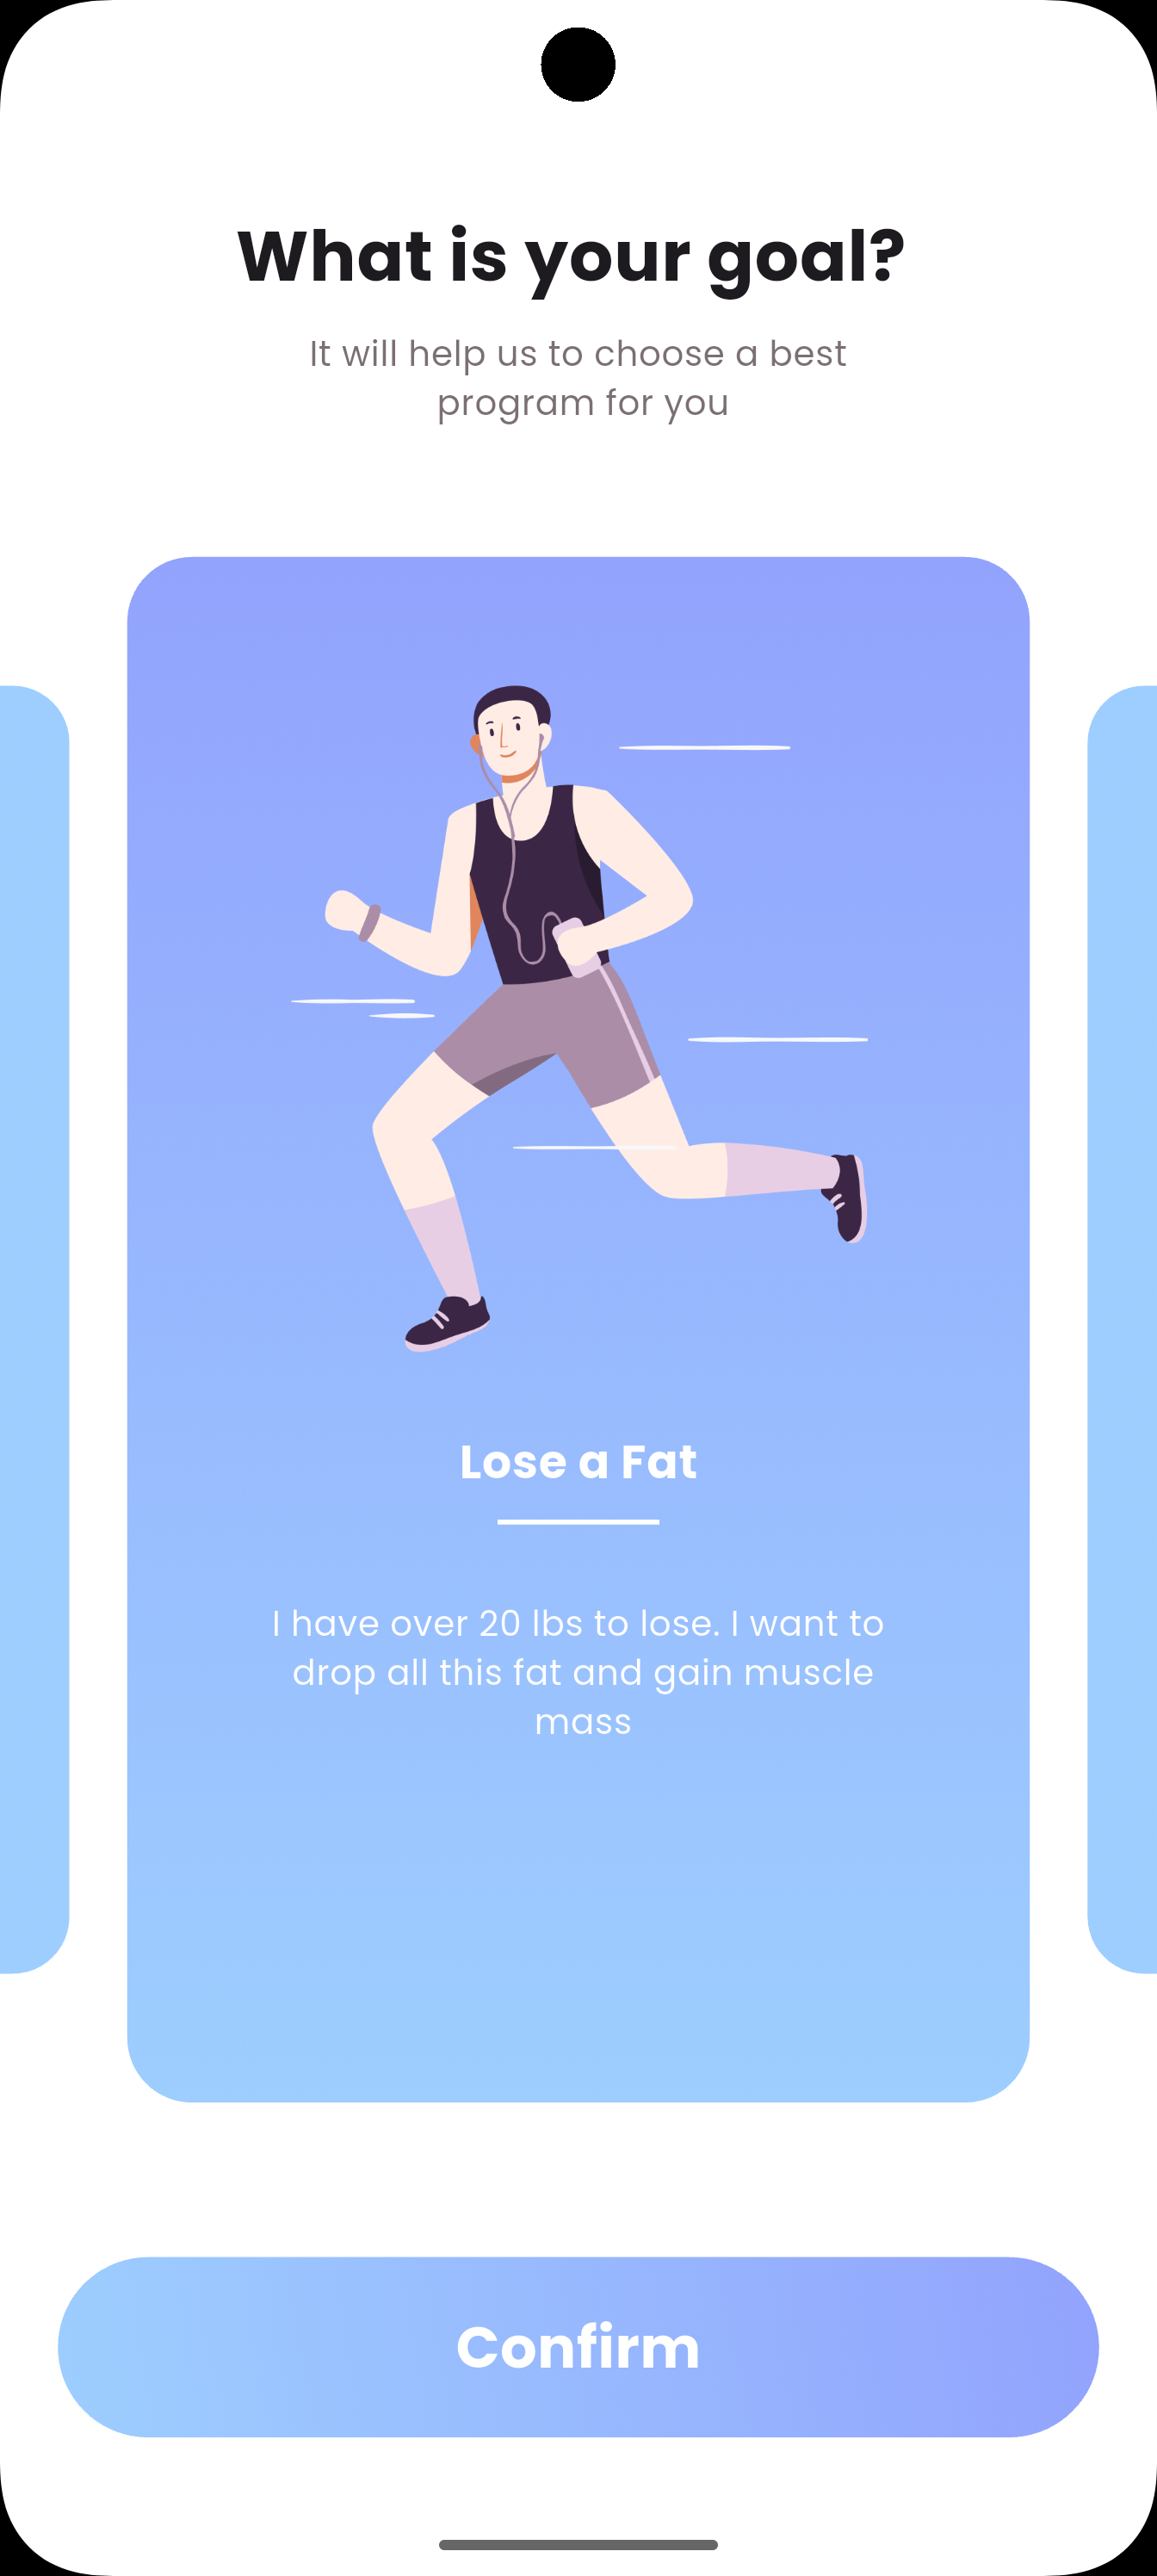 What is your goal?
It will help us to choose a best
program for you
Lose a Fat
I have over 20 lbs to lose. I want to
drop all this fat and gain muscle
mass
Confirm